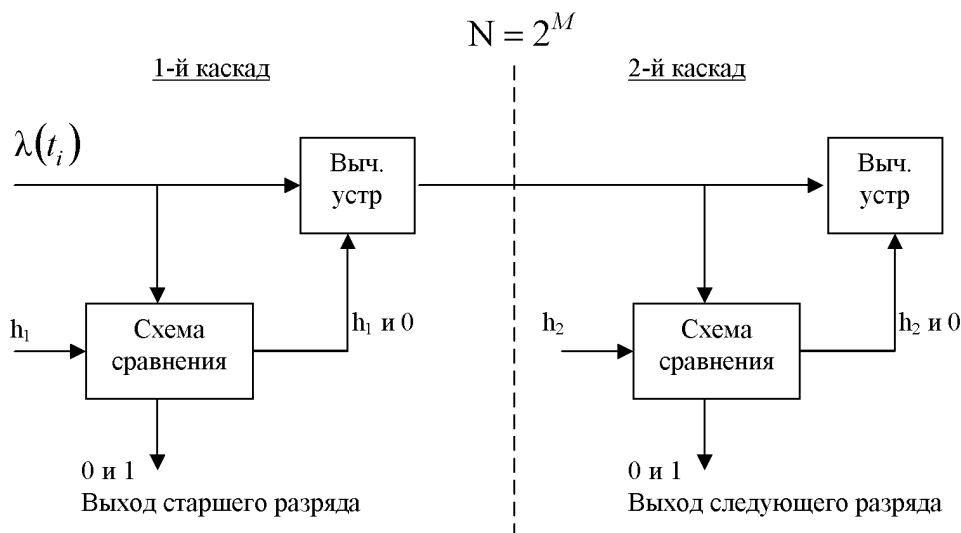 N = 2^M
1-й каскад
2-й каскад
λ(t_i)
Выч.
устр
Выч.
устр
h₁
Схема
сравнения
h₁ и 0
h₂
Схема
сравнения
h₂ и 0
0 и 1
Выход старшего разряда
0 и 1
Выход следующего разряда